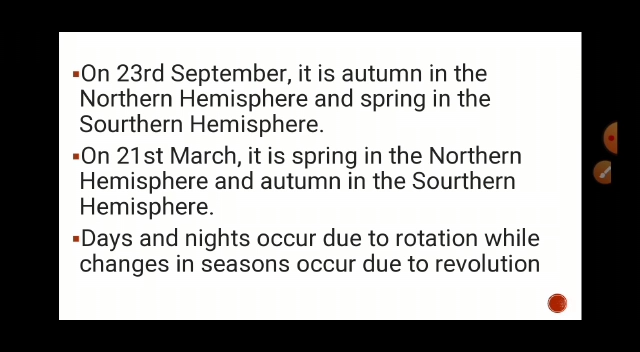 ▪On 23rd September, it is autumn in the
Northern Hemisphere and spring in the
Sourthern Hemisphere.
▪On 21st March, it is spring in the Northern
Hemisphere and autumn in the Sourthern
Hemisphere.
▪Days and nights occur due to rotation while
changes in seasons occur due to revolution